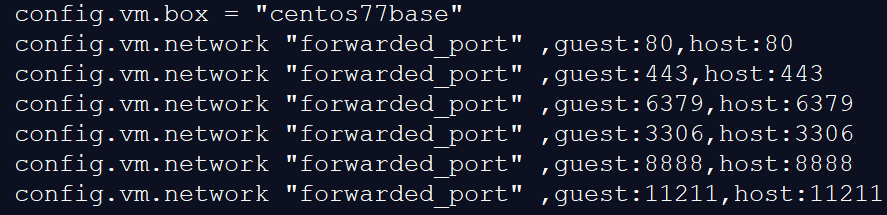 config.vm.box = "centos77base"
config.vm.network "forwarded_port" ,guest:80,host:80
config.vm.network "forwarded_port" ,guest:443,host:443
config.vm.network "forwarded_port" ,guest:6379,host:6379
config.vm.network "forwarded_port" ,guest:3306,host:3306
config.vm.network "forwarded_port" ,guest:8888,host:8888
config.vm.network "forwarded_port" ,guest:11211,host:11211